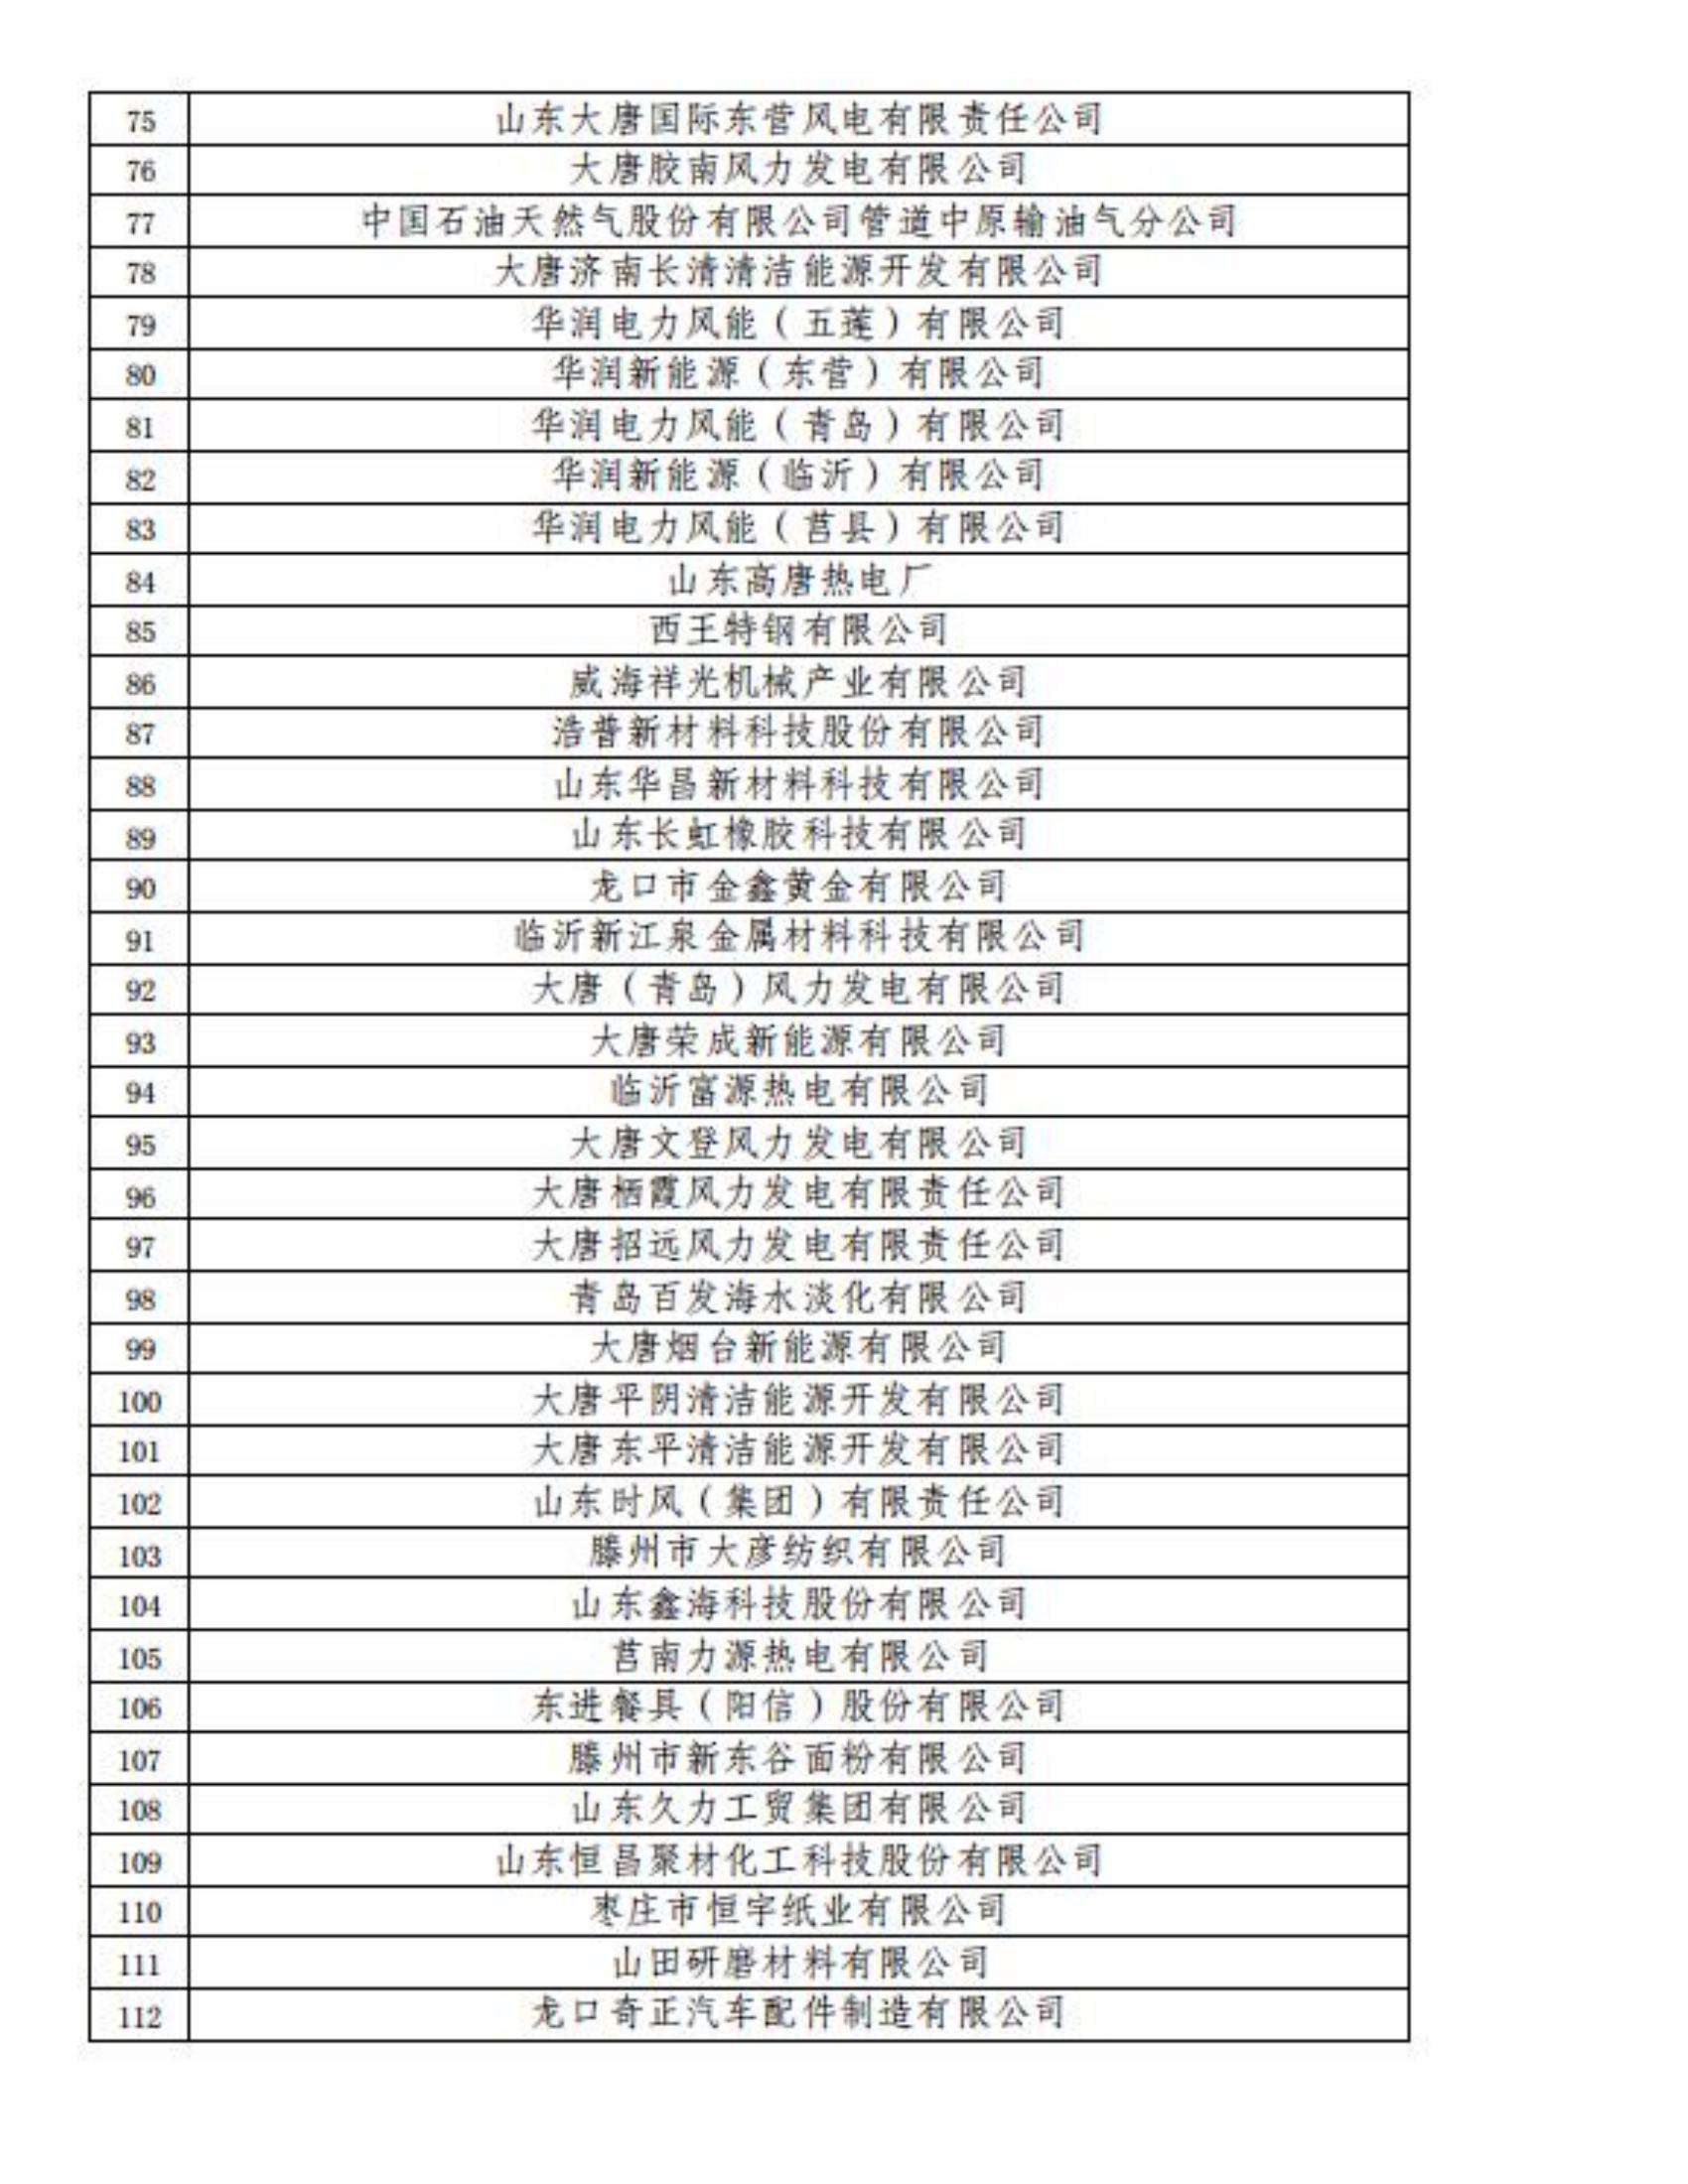 75 山东大唐国际东营风电有限责任公司
76 大唐胶南风力发电有限公司
77 中国石油天然气股份有限公司管道中原输油气分公司
78 大唐济南长清清洁能源开发有限公司
79 华润电力风能（五莲）有限公司
80 华润新能源（东营）有限公司
81 华润电力风能（青岛）有限公司
82 华润新能源（临沂）有限公司
83 华润电力风能（莒县）有限公司
84 山东高唐热电厂
85 西王特钢有限公司
86 威海祥光机械产业有限公司
87 浩普新材料科技股份有限公司
88 山东华昌新材料科技有限公司
89 山东长虹橡胶科技有限公司
90 龙口市金鑫黄金有限公司
91 临沂新江泉金属材料科技有限公司
92 大唐（青岛）风力发电有限公司
93 大唐荣成新能源有限公司
94 临沂富源热电有限公司
95 大唐文登风力发电有限公司
96 大唐栖霞风力发电有限责任公司
97 大唐招远风力发电有限责任公司
98 青岛百发海水淡化有限公司
99 大唐烟台新能源有限公司
100 大唐平阴清洁能源开发有限公司
101 大唐东平清洁能源开发有限公司
102 山东时风（集团）有限责任公司
103 滕州市大彦纺织有限公司
104 山东鑫海科技股份有限公司
105 莒南力源热电有限公司
106 东进餐具（阳信）股份有限公司
107 滕州市新东谷面粉有限公司
108 山东久力工贸集团有限公司
109 山东恒昌聚材化工科技股份有限公司
110 枣庄市恒宇纸业有限公司
111 山田研磨材料有限公司
112 龙口奇正汽车配件制造有限公司